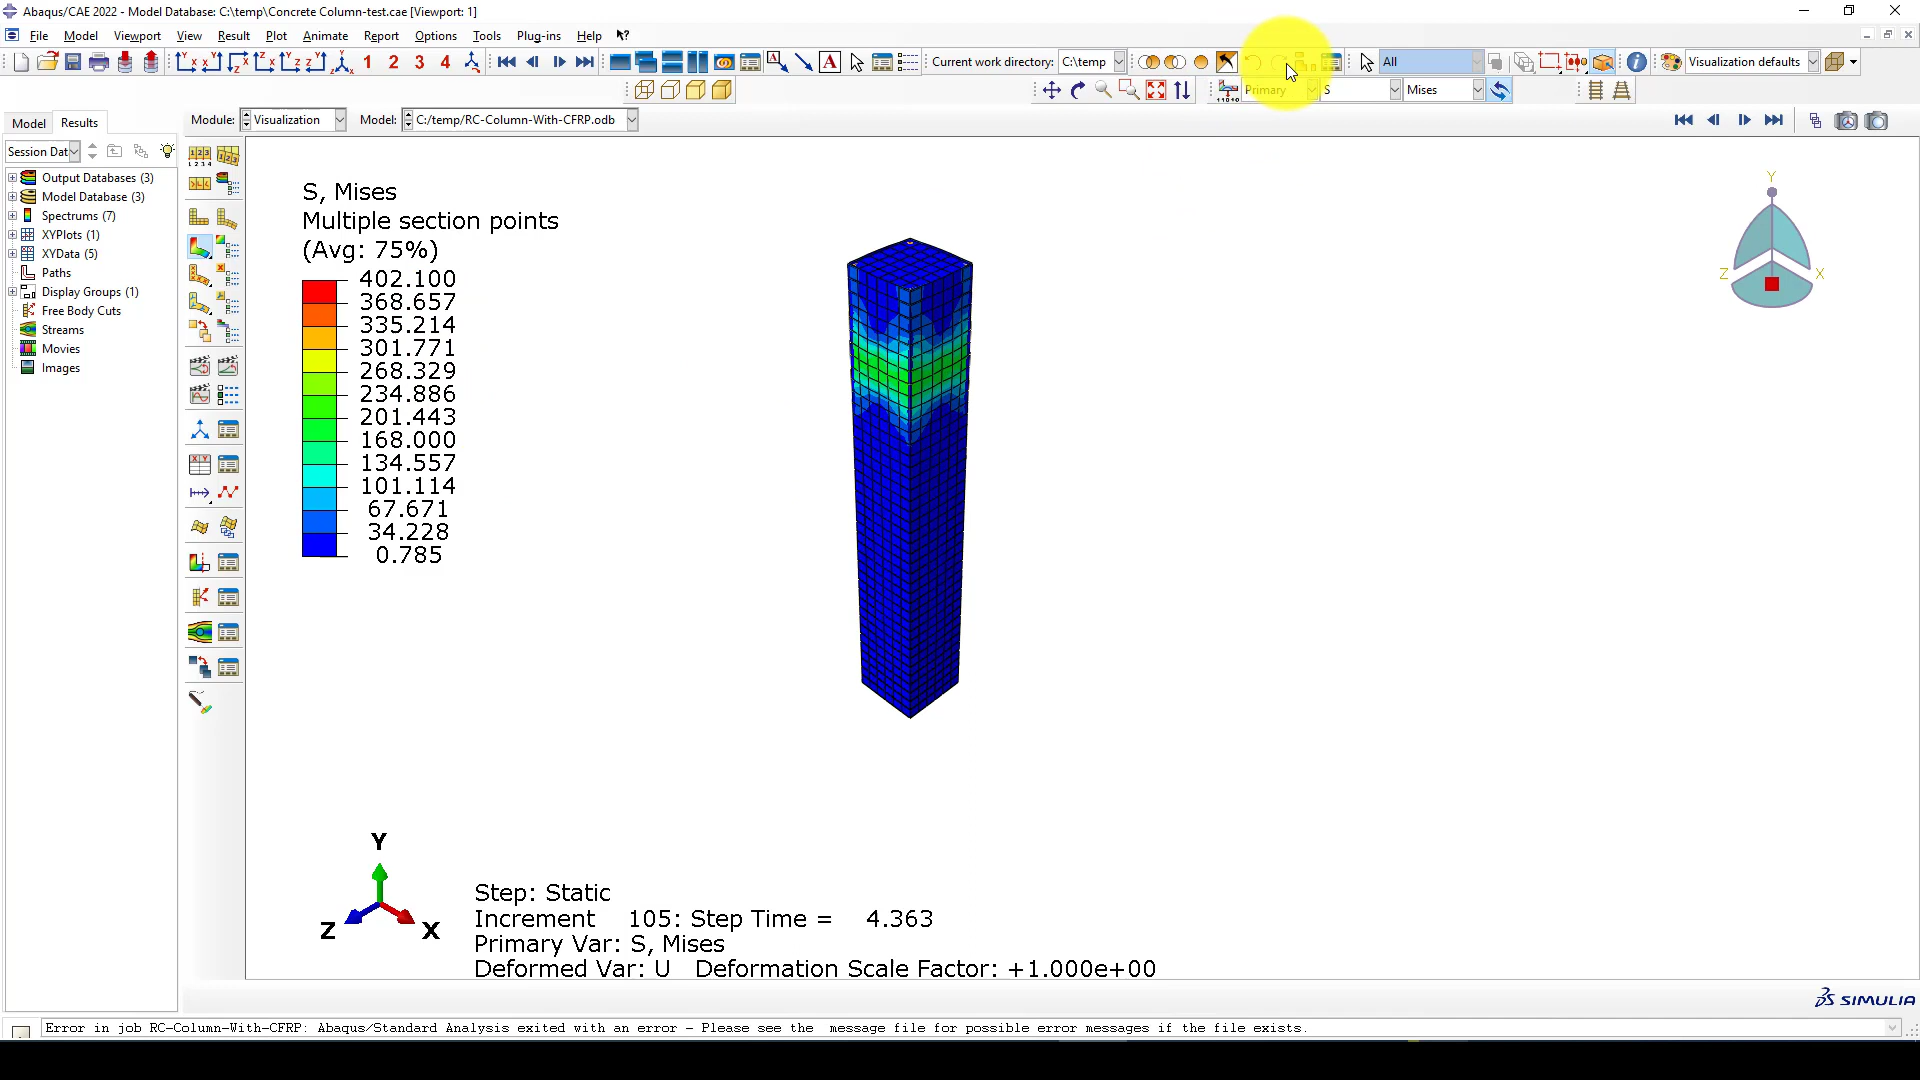 Abaqus/CAE 2022 - Model Database: C:\temp\Concrete Column-test.cae [Viewport: 1]
File Model Viewport View Result Plot Animate Report Options Tools Plug-ins Help
1 2 3 4 A Current work directory: C:\temp All Visualization defaults
Primary S Mises
Model Results Module: Visualization Model: C:/temp/RC-Column-With-CFRP.odb
Session Dat
Output Databases (3)
Model Database (3)
Spectrums (7)
XYPlots (1)
XYData (5)
Paths
Display Groups (1)
Free Body Cuts
Streams
Movies
Images
S, Mises
Multiple section points
(Avg: 75%)
402.100
368.657
335.214
301.771
268.329
234.886
201.443
168.000
134.557
101.114
67.671
34.228
0.785
Y
Z X
Y
Z X
Step: Static
Increment 105: Step Time = 4.363
Primary Var: S, Mises
Deformed Var: U Deformation Scale Factor: +1.000e+00
SIMULIA
Error in job RC-Column-With-CFRP: Abaqus/Standard Analysis exited with an error - Please see the message file for possible error messages if the file exists.